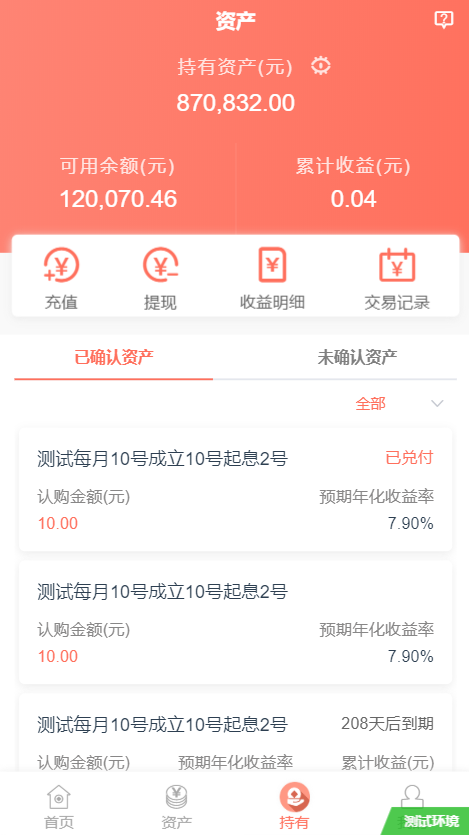 资产
持有资产(元)
870,832.00
可用余额(元) 累计收益(元)
120,070.46 0.04
充值 提现 收益明细 交易记录
已确认资产 未确认资产
全部
测试每月10号成立10号起息2号 已兑付
认购金额(元) 预期年化收益率
10.00 7.90%
测试每月10号成立10号起息2号
认购金额(元) 预期年化收益率
10.00 7.90%
测试每月10号成立10号起息2号 208天后到期
认购金额(元) 预期年化收益率 累计收益(元)
首页 资产 持有
测试环境